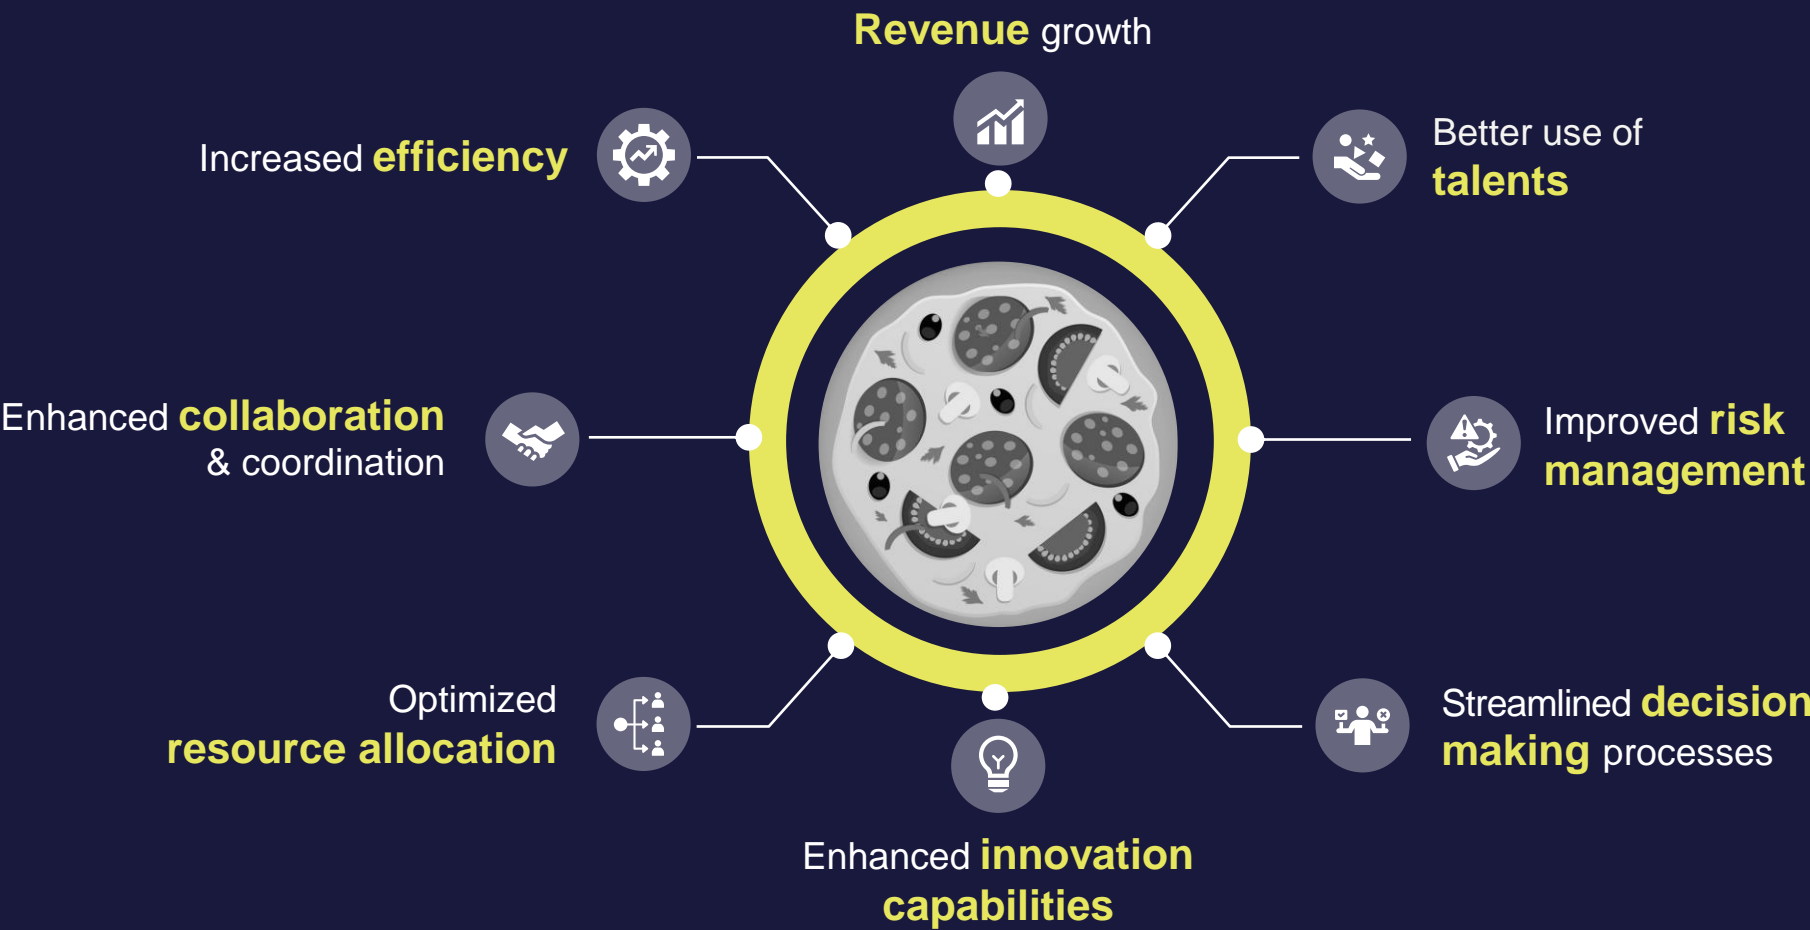 Revenue growth
Increased efficiency
Better use of
talents
Enhanced collaboration
& coordination
Improved risk
management
Optimized
resource allocation
Streamlined decision
making processes
Enhanced innovation
capabilities